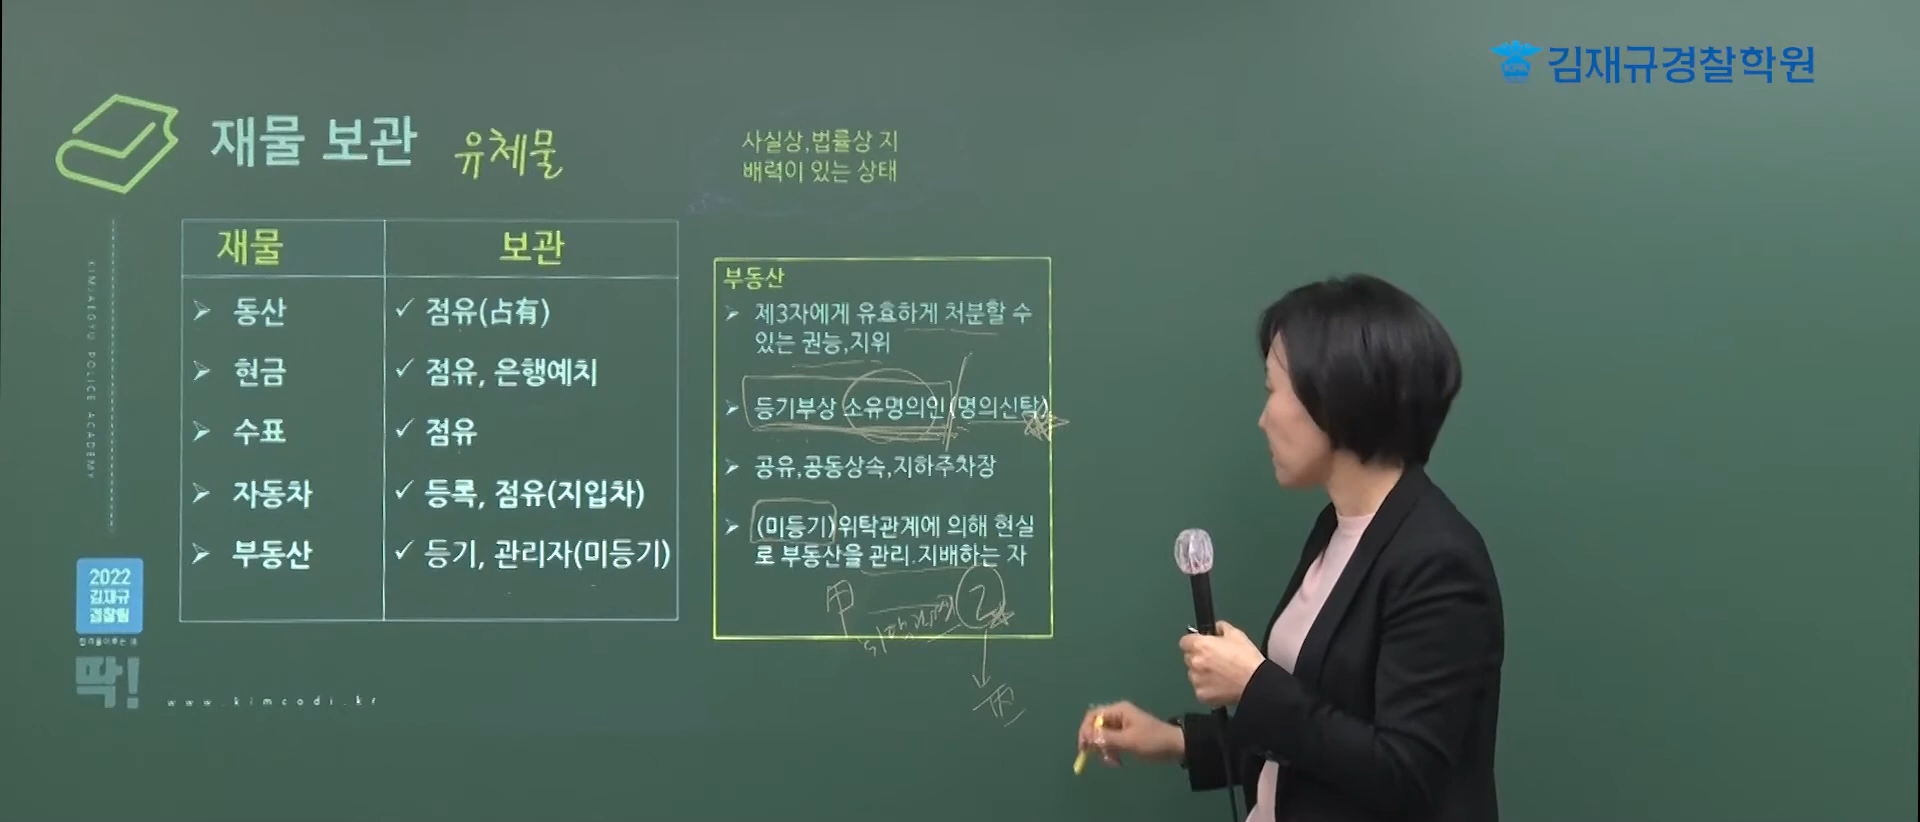 김재규경찰학원
재물 보관 유체물
사실상,법률상 지
배력이 있는 상태
재물 보관
동산 점유(占有)
현금 점유, 은행예치
수표 점유
자동차 등록, 점유(지입차)
부동산 등기, 관리자(미등기)
부동산
제3자에게 유효하게 처분할 수
있는 권능,지위
등기부상 소유명의인(명의신탁)
공유,공동상속,지하주차장
(미등기)위탁관계에 의해 현실
로 부동산을 관리.지배하는 자
甲 乙
위탁관계
丙
KIMJAEGYU POLICE ACADEMY
2022
김재규
경찰팀
딱!
www.kimcodi.kr